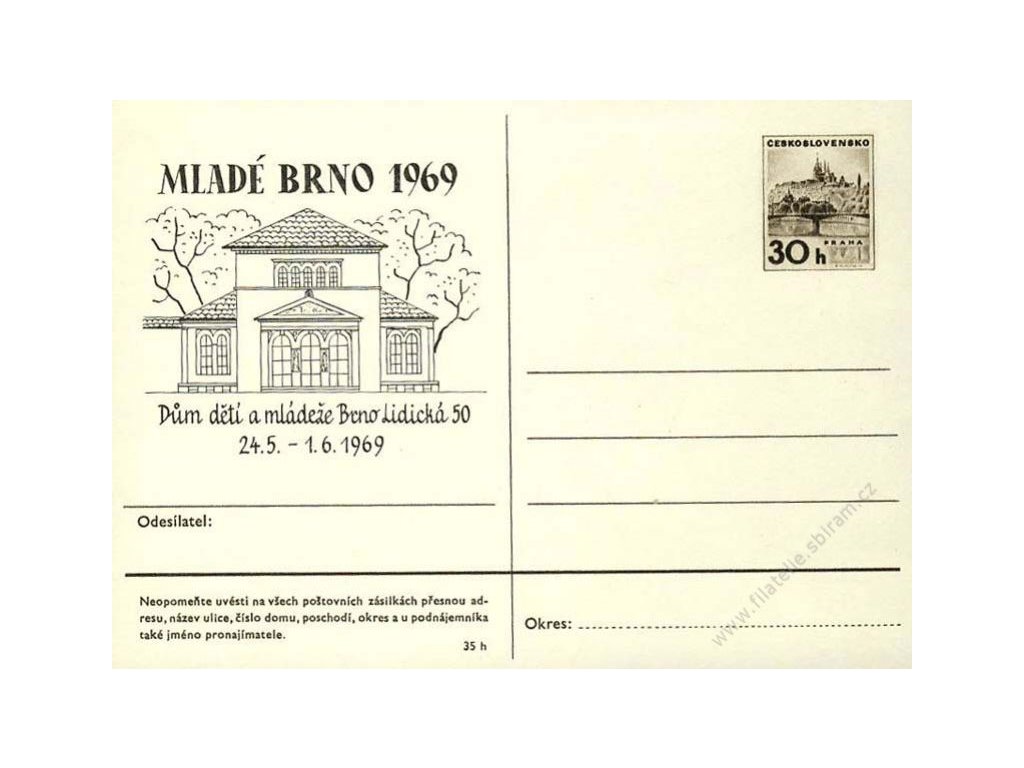 MLADÉ BRNO 1969
Dům dětí a mládeže Brno Lidická 50
24.5. - 1.6.1969
Odesílatel:
Neopomeňte uvésti na všech poštovních zásilkách přesnou ad-
resu, název ulice, číslo domu, poschodí, okres a u podnájemníka
také jméno pronajímatele.
35 h
ČESKOSLOVENSKO
PRAHA
30 h
Okres:
www.filatelie.sbiram.cz